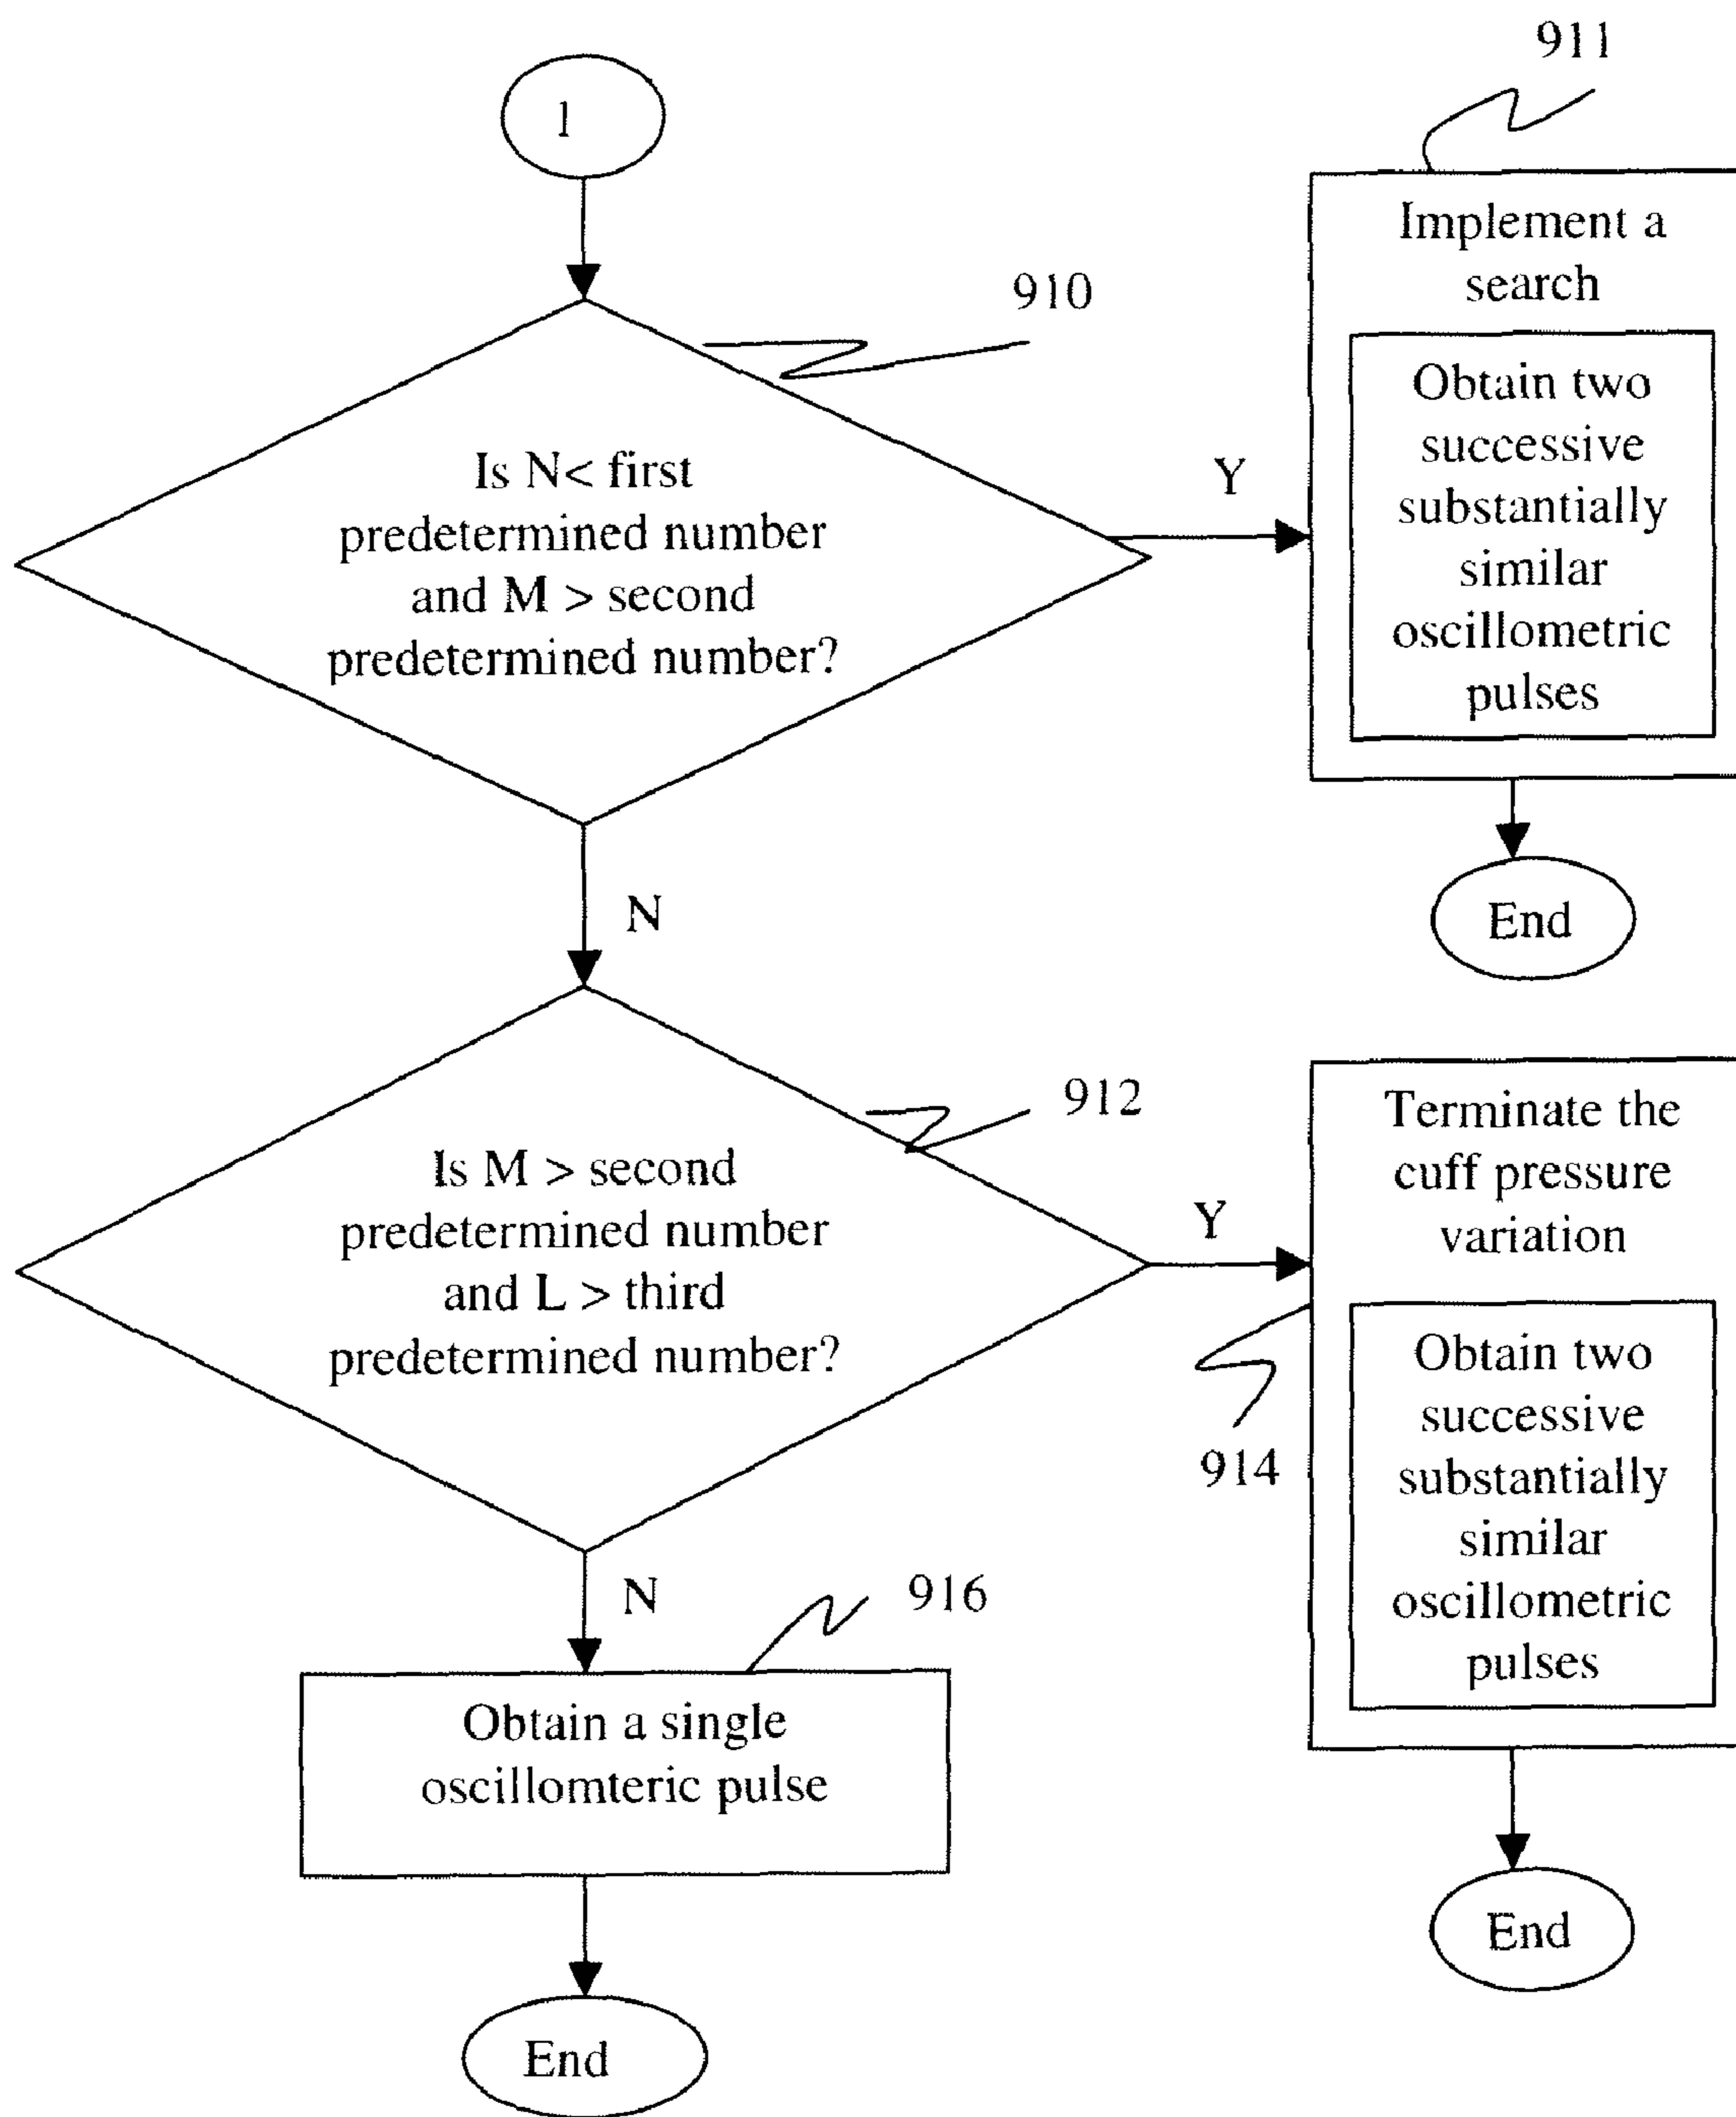 1
910
Is N< first
predetermined number
and M > second
predetermined number?
Y
911
Implement a
search
Obtain two
successive
substantially
similar
oscillometric
pulses
End
N
912
Is M > second
predetermined number
and L > third
predetermined number?
Y
914
Terminate the
cuff pressure
variation
Obtain two
successive
substantially
similar
oscillometric
pulses
End
N
916
Obtain a single
oscillomteric pulse
End